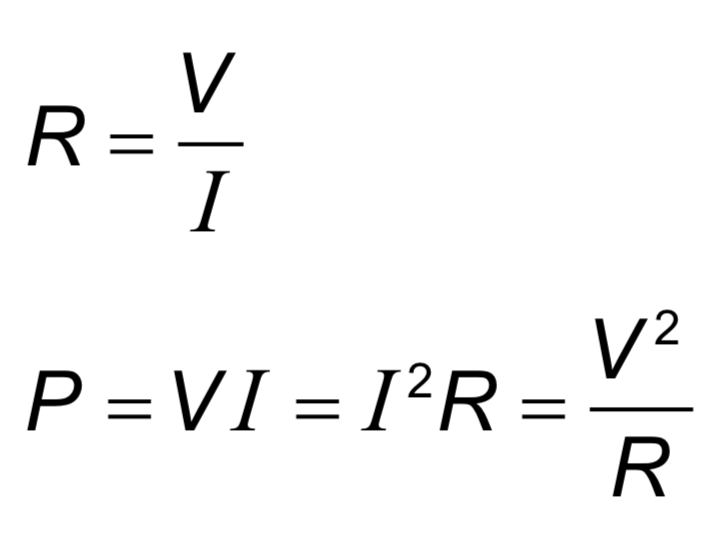 R = V/I
P = VI = I²R = V²/R